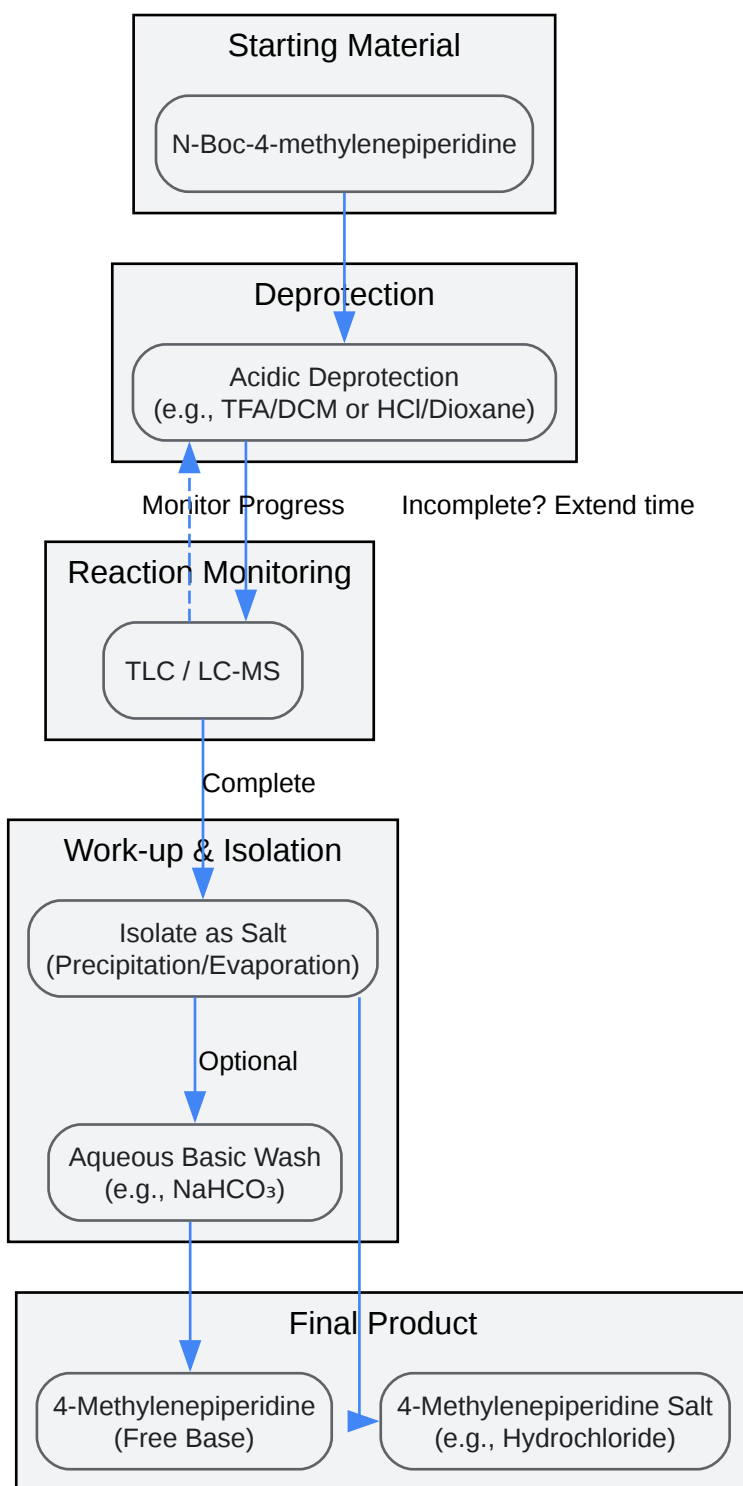 Starting Material
N-Boc-4-methylenepiperidine
Deprotection
Acidic Deprotection
(e.g., TFA/DCM or HCl/Dioxane)
Monitor Progress
Incomplete? Extend time
Reaction Monitoring
TLC / LC-MS
Complete
Work-up & Isolation
Isolate as Salt
(Precipitation/Evaporation)
Optional
Aqueous Basic Wash
(e.g., NaHCO₃)
Final Product
4-Methylenepiperidine
(Free Base)
4-Methylenepiperidine Salt
(e.g., Hydrochloride)